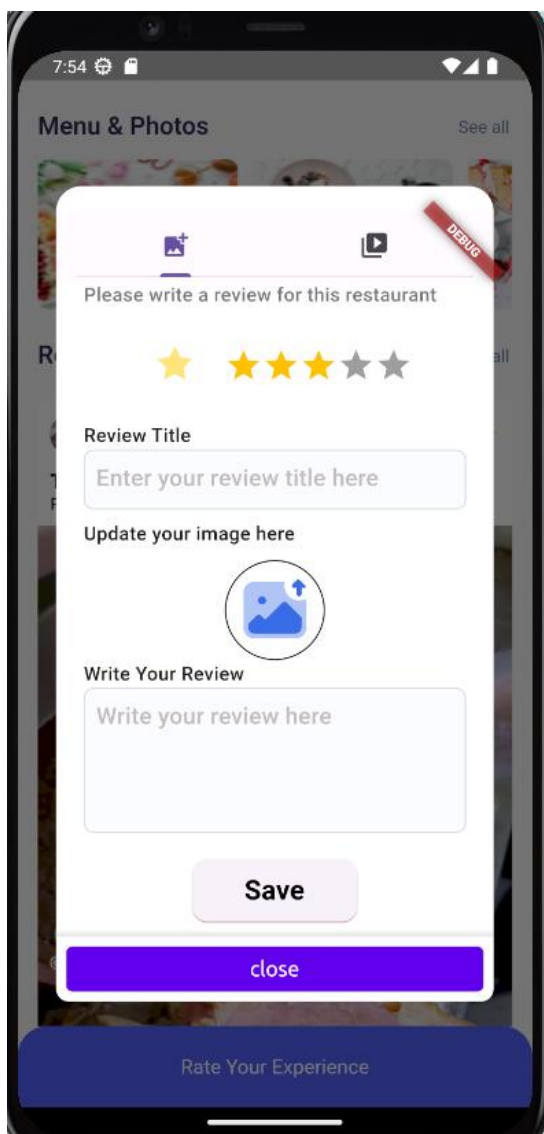 7:54
Menu & Photos
See all
DEBUG
Please write a review for this restaurant
all
Review Title
Enter your review title here
Update your image here
Write Your Review
Write your review here
Save
close
Rate Your Experience